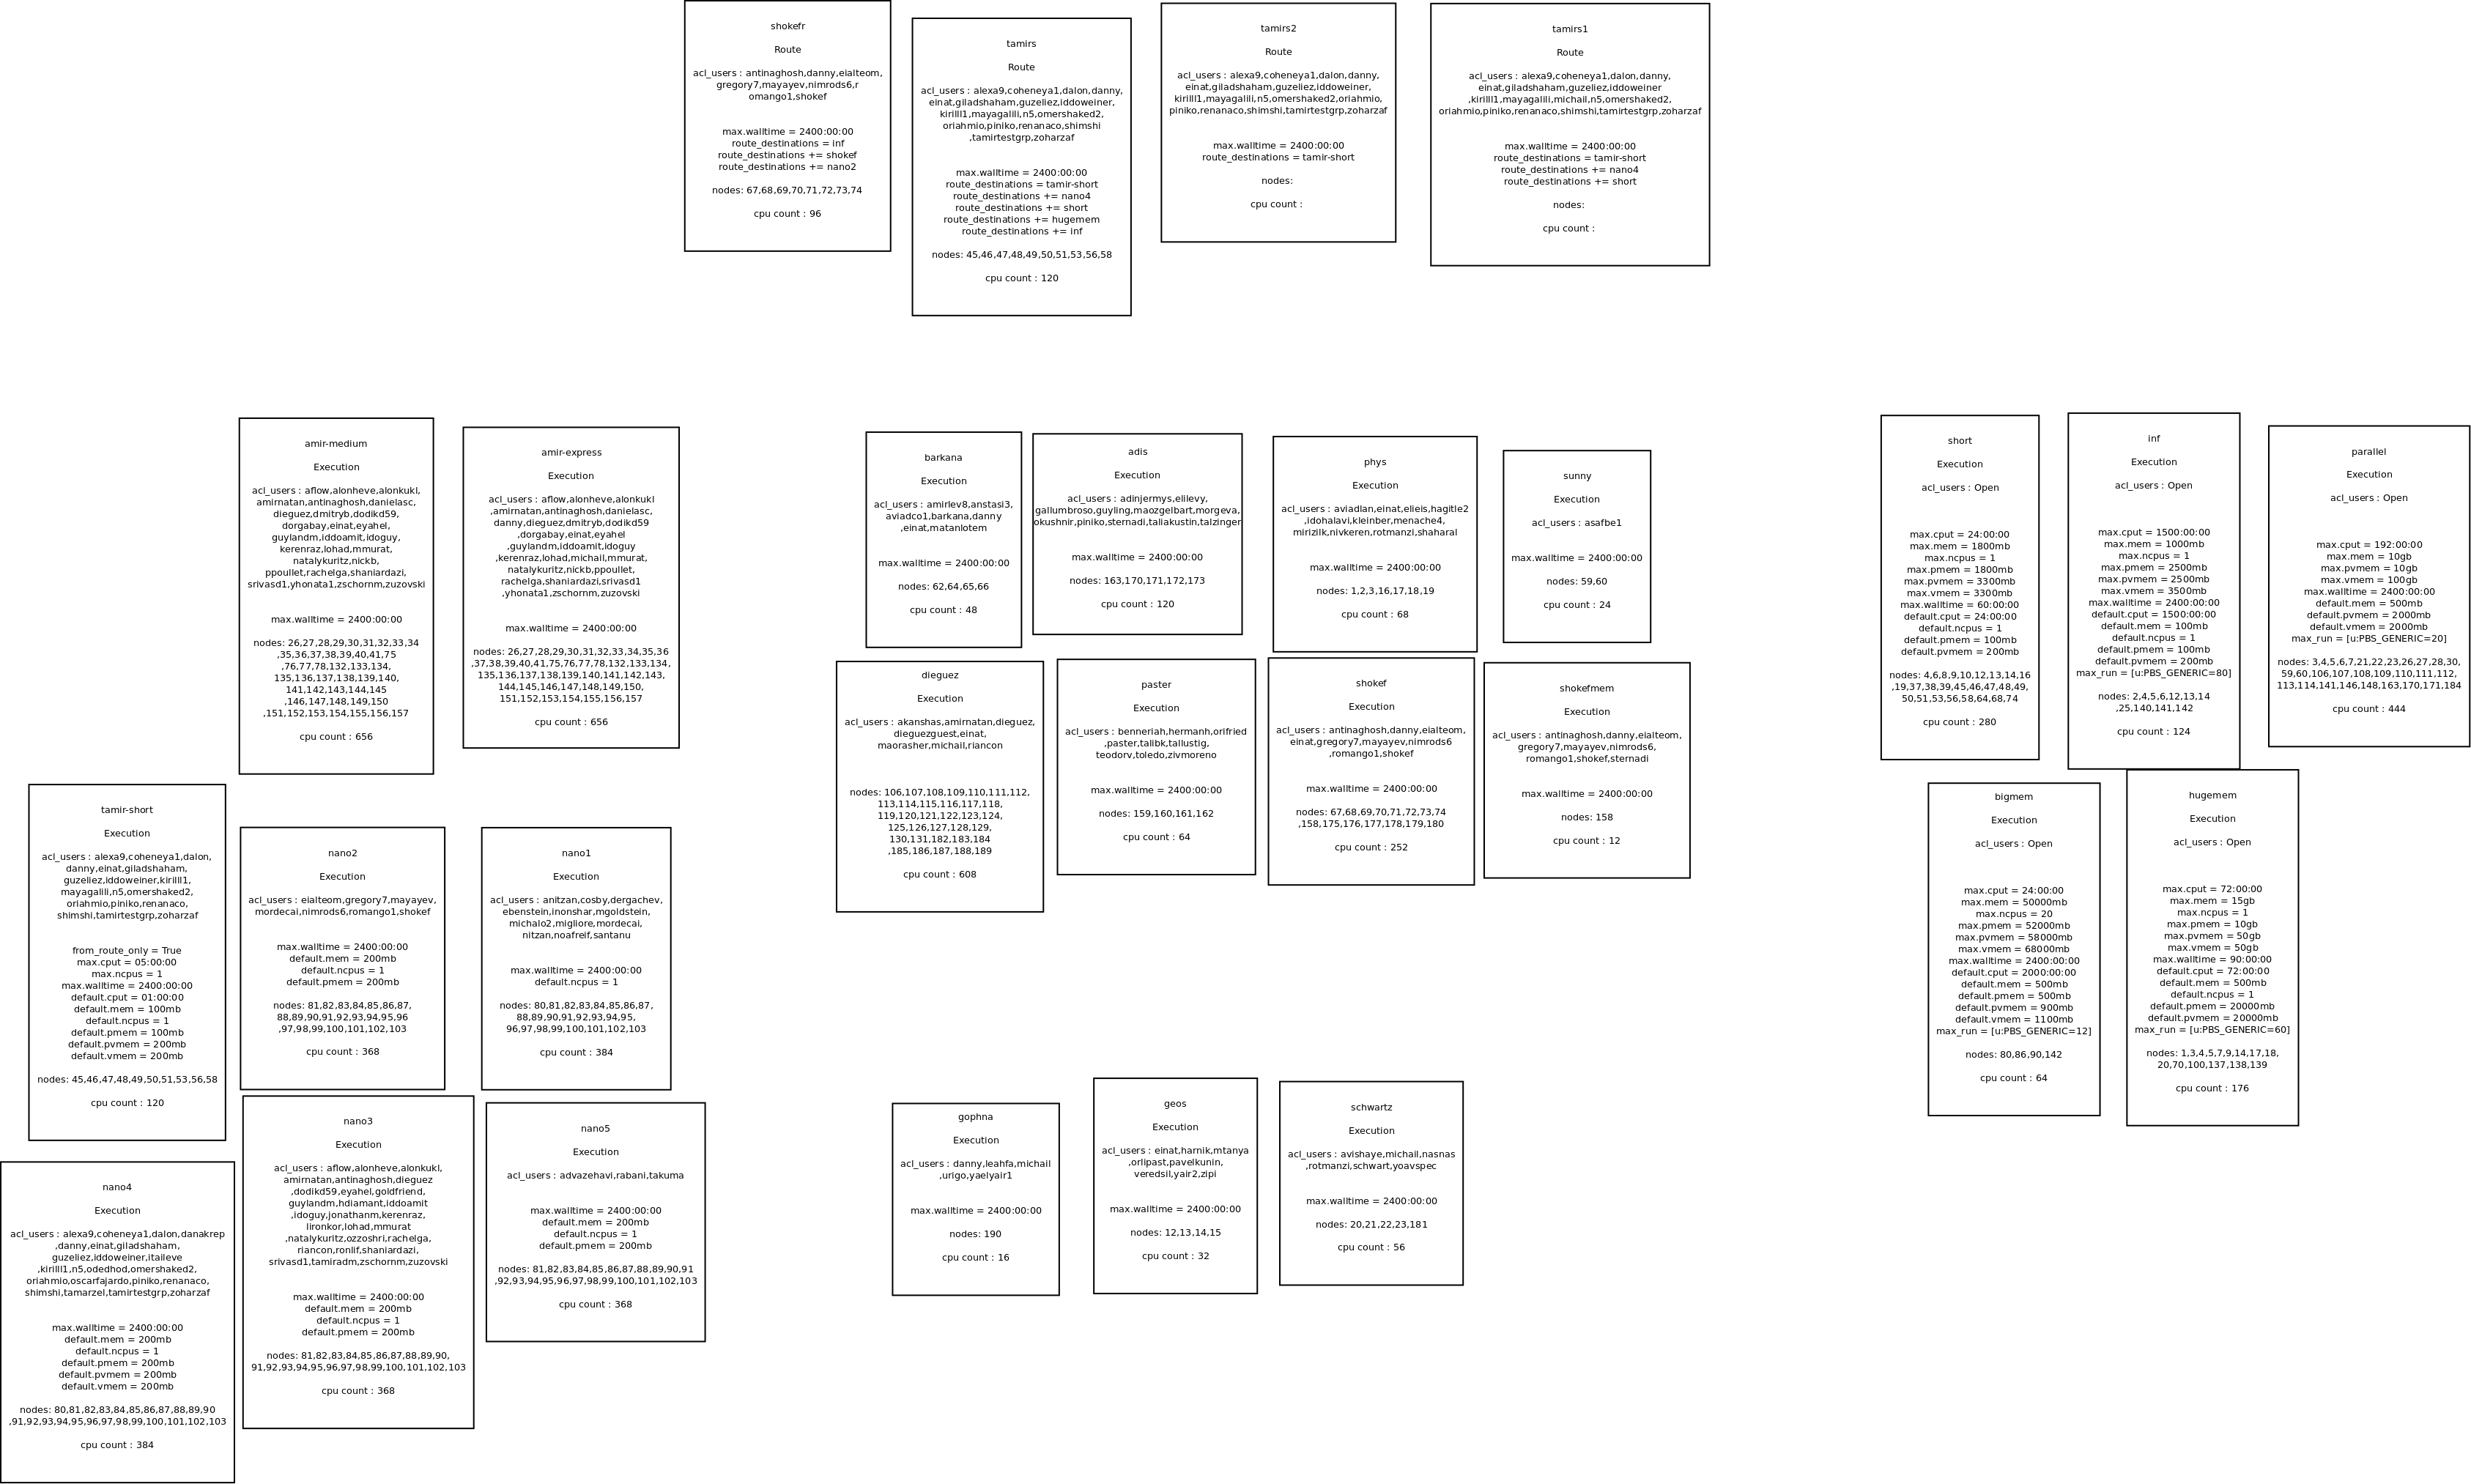 shokefr
Route
acl_users : antinaghosh,danny,eialteom,
gregory7,mayayev,nimrods6,r
omango1,shokef
max.walltime = 2400:00:00
route_destinations = inf
route_destinations += shokef
route_destinations += nano2
nodes: 67,68,69,70,71,72,73,74
cpu count : 96
tamirs
Route
acl_users : alexa9,coheneya1,dalon,danny,
einat,giladshaham,guzeliez,iddoweiner,
kirilll1,mayagalili,n5,omershaked2,
oriahmio,piniko,renanaco,shimshi
,tamirtestgrp,zoharzaf
max.walltime = 2400:00:00
route_destinations = tamir-short
route_destinations += nano4
route_destinations += short
route_destinations += hugemem
route_destinations += inf
nodes: 45,46,47,48,49,50,51,53,56,58
cpu count : 120
tamirs2
Route
acl_users : alexa9,coheneya1,dalon,danny,
einat,giladshaham,guzeliez,iddoweiner,
kirilll1,mayagalili,n5,omershaked2,oriahmio,
piniko,renanaco,shimshi,tamirtestgrp,zoharzaf
max.walltime = 2400:00:00
route_destinations = tamir-short
nodes:
cpu count :
tamirs1
Route
acl_users : alexa9,coheneya1,dalon,danny,
einat,giladshaham,guzeliez,iddoweiner
,kirilll1,mayagalili,michail,n5,omershaked2,
oriahmio,piniko,renanaco,shimshi,tamirtestgrp,zoharzaf
max.walltime = 2400:00:00
route_destinations = tamir-short
route_destinations += nano4
route_destinations += short
nodes:
cpu count :
amir-medium
Execution
acl_users : aflow,alonheve,alonkukl,
amirnatan,antinaghosh,danielasc,
dieguez,dmitryb,dodikd59,
dorgabay,einat,eyahel,
guylandm,iddoamit,idoguy,
kerenraz,lohad,mmurat,
natalykuritz,nickb,
ppoullet,rachelga,shaniardazi,
srivasd1,yhonata1,zschornm,zuzovski
max.walltime = 2400:00:00
nodes: 26,27,28,29,30,31,32,33,34
,35,36,37,38,39,40,41,75
,76,77,78,132,133,134,
135,136,137,138,139,140,
141,142,143,144,145
,146,147,148,149,150
,151,152,153,154,155,156,157
cpu count : 656
amir-express
Execution
acl_users : aflow,alonheve,alonkukl
,amirnatan,antinaghosh,danielasc,
danny,dieguez,dmitryb,dodikd59
,dorgabay,einat,eyahel
,guylandm,iddoamit,idoguy
,kerenraz,lohad,michail,mmurat,
natalykuritz,nickb,ppoullet,
rachelga,shaniardazi,srivasd1
,yhonata1,zschornm,zuzovski
max.walltime = 2400:00:00
nodes: 26,27,28,29,30,31,32,33,34,35,36
,37,38,39,40,41,75,76,77,78,132,133,134,
135,136,137,138,139,140,141,142,143,
144,145,146,147,148,149,150,
151,152,153,154,155,156,157
cpu count : 656
barkana
Execution
acl_users : amirlev8,anstasi3,
aviadco1,barkana,danny
,einat,matanlotem
max.walltime = 2400:00:00
nodes: 62,64,65,66
cpu count : 48
adis
Execution
acl_users : adinjermys,elilevy,
gallumbroso,guyling,maozgelbart,morgeva,
okushnir,piniko,sternadi,taliakustin,talzinger
max.walltime = 2400:00:00
nodes: 163,170,171,172,173
cpu count : 120
phys
Execution
acl_users : aviadlan,einat,elieis,hagitle2
,idohalavi,kleinber,menache4,
mirizilk,nivkeren,rotmanzi,shaharal
max.walltime = 2400:00:00
nodes: 1,2,3,16,17,18,19
cpu count : 68
sunny
Execution
acl_users : asafbe1
max.walltime = 2400:00:00
nodes: 59,60
cpu count : 24
short
Execution
acl_users : Open
max.cput = 24:00:00
max.mem = 1800mb
max.ncpus = 1
max.pmem = 1800mb
max.pvmem = 3300mb
max.vmem = 3300mb
max.walltime = 60:00:00
default.cput = 24:00:00
default.ncpus = 1
default.pmem = 100mb
default.pvmem = 200mb
nodes: 4,6,8,9,10,12,13,14,16
,19,37,38,39,45,46,47,48,49,
50,51,53,56,58,64,68,74
cpu count : 280
inf
Execution
acl_users : Open
max.cput = 1500:00:00
max.mem = 1000mb
max.ncpus = 1
max.pmem = 2500mb
max.pvmem = 2500mb
max.vmem = 3500mb
max.walltime = 2400:00:00
default.cput = 1500:00:00
default.mem = 100mb
default.ncpus = 1
default.pmem = 100mb
default.pvmem = 200mb
max_run = [u:PBS_GENERIC=80]
nodes: 2,4,5,6,12,13,14
,25,140,141,142
cpu count : 124
parallel
Execution
acl_users : Open
max.cput = 192:00:00
max.mem = 10gb
max.pvmem = 10gb
max.vmem = 100gb
max.walltime = 2400:00:00
default.mem = 500mb
default.pvmem = 2000mb
default.vmem = 2000mb
max_run = [u:PBS_GENERIC=20]
nodes: 3,4,5,6,7,21,22,23,26,27,28,30,
59,60,106,107,108,109,110,111,112,
113,114,141,146,148,163,170,171,184
cpu count : 444
dieguez
Execution
acl_users : akanshas,amirnatan,dieguez,
dieguezguest,einat,
maorasher,michail,riancon
nodes: 106,107,108,109,110,111,112,
113,114,115,116,117,118,
119,120,121,122,123,124,
125,126,127,128,129,
130,131,182,183,184
,185,186,187,188,189
cpu count : 608
paster
Execution
acl_users : benneriah,hermanh,orifried
,paster,talibk,tallustig,
teodorv,toledo,zivmoreno
max.walltime = 2400:00:00
nodes: 159,160,161,162
cpu count : 64
shokef
Execution
acl_users : antinaghosh,danny,eialteom,
einat,gregory7,mayayev,nimrods6
,romango1,shokef
max.walltime = 2400:00:00
nodes: 67,68,69,70,71,72,73,74
,158,175,176,177,178,179,180
cpu count : 252
shokefmem
Execution
acl_users : antinaghosh,danny,eialteom,
gregory7,mayayev,nimrods6,
romango1,shokef,sternadi
max.walltime = 2400:00:00
nodes: 158
cpu count : 12
tamir-short
Execution
acl_users : alexa9,coheneya1,dalon,
danny,einat,giladshaham,
guzeliez,iddoweiner,kirilll1,
mayagalili,n5,omershaked2,
oriahmio,piniko,renanaco,
shimshi,tamirtestgrp,zoharzaf
from_route_only = True
max.cput = 05:00:00
max.ncpus = 1
max.walltime = 2400:00:00
default.cput = 01:00:00
default.mem = 100mb
default.ncpus = 1
default.pmem = 100mb
default.pvmem = 200mb
default.vmem = 200mb
nodes: 45,46,47,48,49,50,51,53,56,58
cpu count : 120
nano2
Execution
acl_users : eialteom,gregory7,mayayev,
mordecai,nimrods6,romango1,shokef
max.walltime = 2400:00:00
default.mem = 200mb
default.ncpus = 1
default.pmem = 200mb
nodes: 81,82,83,84,85,86,87,
88,89,90,91,92,93,94,95,96
,97,98,99,100,101,102,103
cpu count : 368
nano1
Execution
acl_users : anitzan,cosby,dergachev,
ebenstein,inonshar,mgoldstein,
michalo2,migliore,mordecai,
nitzan,noafreif,santanu
max.walltime = 2400:00:00
default.ncpus = 1
nodes: 80,81,82,83,84,85,86,87,
88,89,90,91,92,93,94,95,
96,97,98,99,100,101,102,103
cpu count : 384
bigmem
Execution
acl_users : Open
max.cput = 24:00:00
max.mem = 50000mb
max.ncpus = 20
max.pmem = 52000mb
max.pvmem = 58000mb
max.vmem = 68000mb
max.walltime = 2400:00:00
default.cput = 2000:00:00
default.mem = 500mb
default.pmem = 500mb
default.pvmem = 900mb
default.vmem = 1100mb
max_run = [u:PBS_GENERIC=12]
nodes: 80,86,90,142
cpu count : 64
hugemem
Execution
acl_users : Open
max.cput = 72:00:00
max.mem = 15gb
max.ncpus = 1
max.pmem = 10gb
max.pvmem = 50gb
max.vmem = 50gb
max.walltime = 90:00:00
default.cput = 72:00:00
default.mem = 500mb
default.ncpus = 1
default.pmem = 20000mb
default.pvmem = 20000mb
max_run = [u:PBS_GENERIC=60]
nodes: 1,3,4,5,7,9,14,17,18,
20,70,100,137,138,139
cpu count : 176
nano4
Execution
acl_users : alexa9,coheneya1,dalon,danakrep
,danny,einat,giladshaham,
guzeliez,iddoweiner,itaileve
,kirilll1,n5,odedhod,omershaked2,
oriahmio,oscarfajardo,piniko,renanaco,
shimshi,tamarzel,tamirtestgrp,zoharzaf
max.walltime = 2400:00:00
default.mem = 200mb
default.ncpus = 1
default.pmem = 200mb
default.pvmem = 200mb
default.vmem = 200mb
nodes: 80,81,82,83,84,85,86,87,88,89,90
,91,92,93,94,95,96,97,98,99,100,101,102,103
cpu count : 384
nano3
Execution
acl_users : aflow,alonheve,alonkukl,
amirnatan,antinaghosh,dieguez
,dodikd59,eyahel,goldfriend,
guylandm,hdiamant,iddoamit
,idoguy,jonathanm,kerenraz,
lironkor,lohad,mmurat
,natalykuritz,ozzoshri,rachelga,
riancon,ronlif,shaniardazi,
srivasd1,tamiradm,zschornm,zuzovski
max.walltime = 2400:00:00
default.mem = 200mb
default.ncpus = 1
default.pmem = 200mb
nodes: 81,82,83,84,85,86,87,88,89,90,
91,92,93,94,95,96,97,98,99,100,101,102,103
cpu count : 368
nano5
Execution
acl_users : advazehavi,rabani,takuma
max.walltime = 2400:00:00
default.mem = 200mb
default.ncpus = 1
default.pmem = 200mb
nodes: 81,82,83,84,85,86,87,88,89,90,91
,92,93,94,95,96,97,98,99,100,101,102,103
cpu count : 368
gophna
Execution
acl_users : danny,leahfa,michail
,urigo,yaelyair1
max.walltime = 2400:00:00
nodes: 190
cpu count : 16
geos
Execution
acl_users : einat,harnik,mtanya
,orlipast,pavelkunin,
veredsil,yair2,zipi
max.walltime = 2400:00:00
nodes: 12,13,14,15
cpu count : 32
schwartz
Execution
acl_users : avishaye,michail,nasnas
,rotmanzi,schwart,yoavspec
max.walltime = 2400:00:00
nodes: 20,21,22,23,181
cpu count : 56